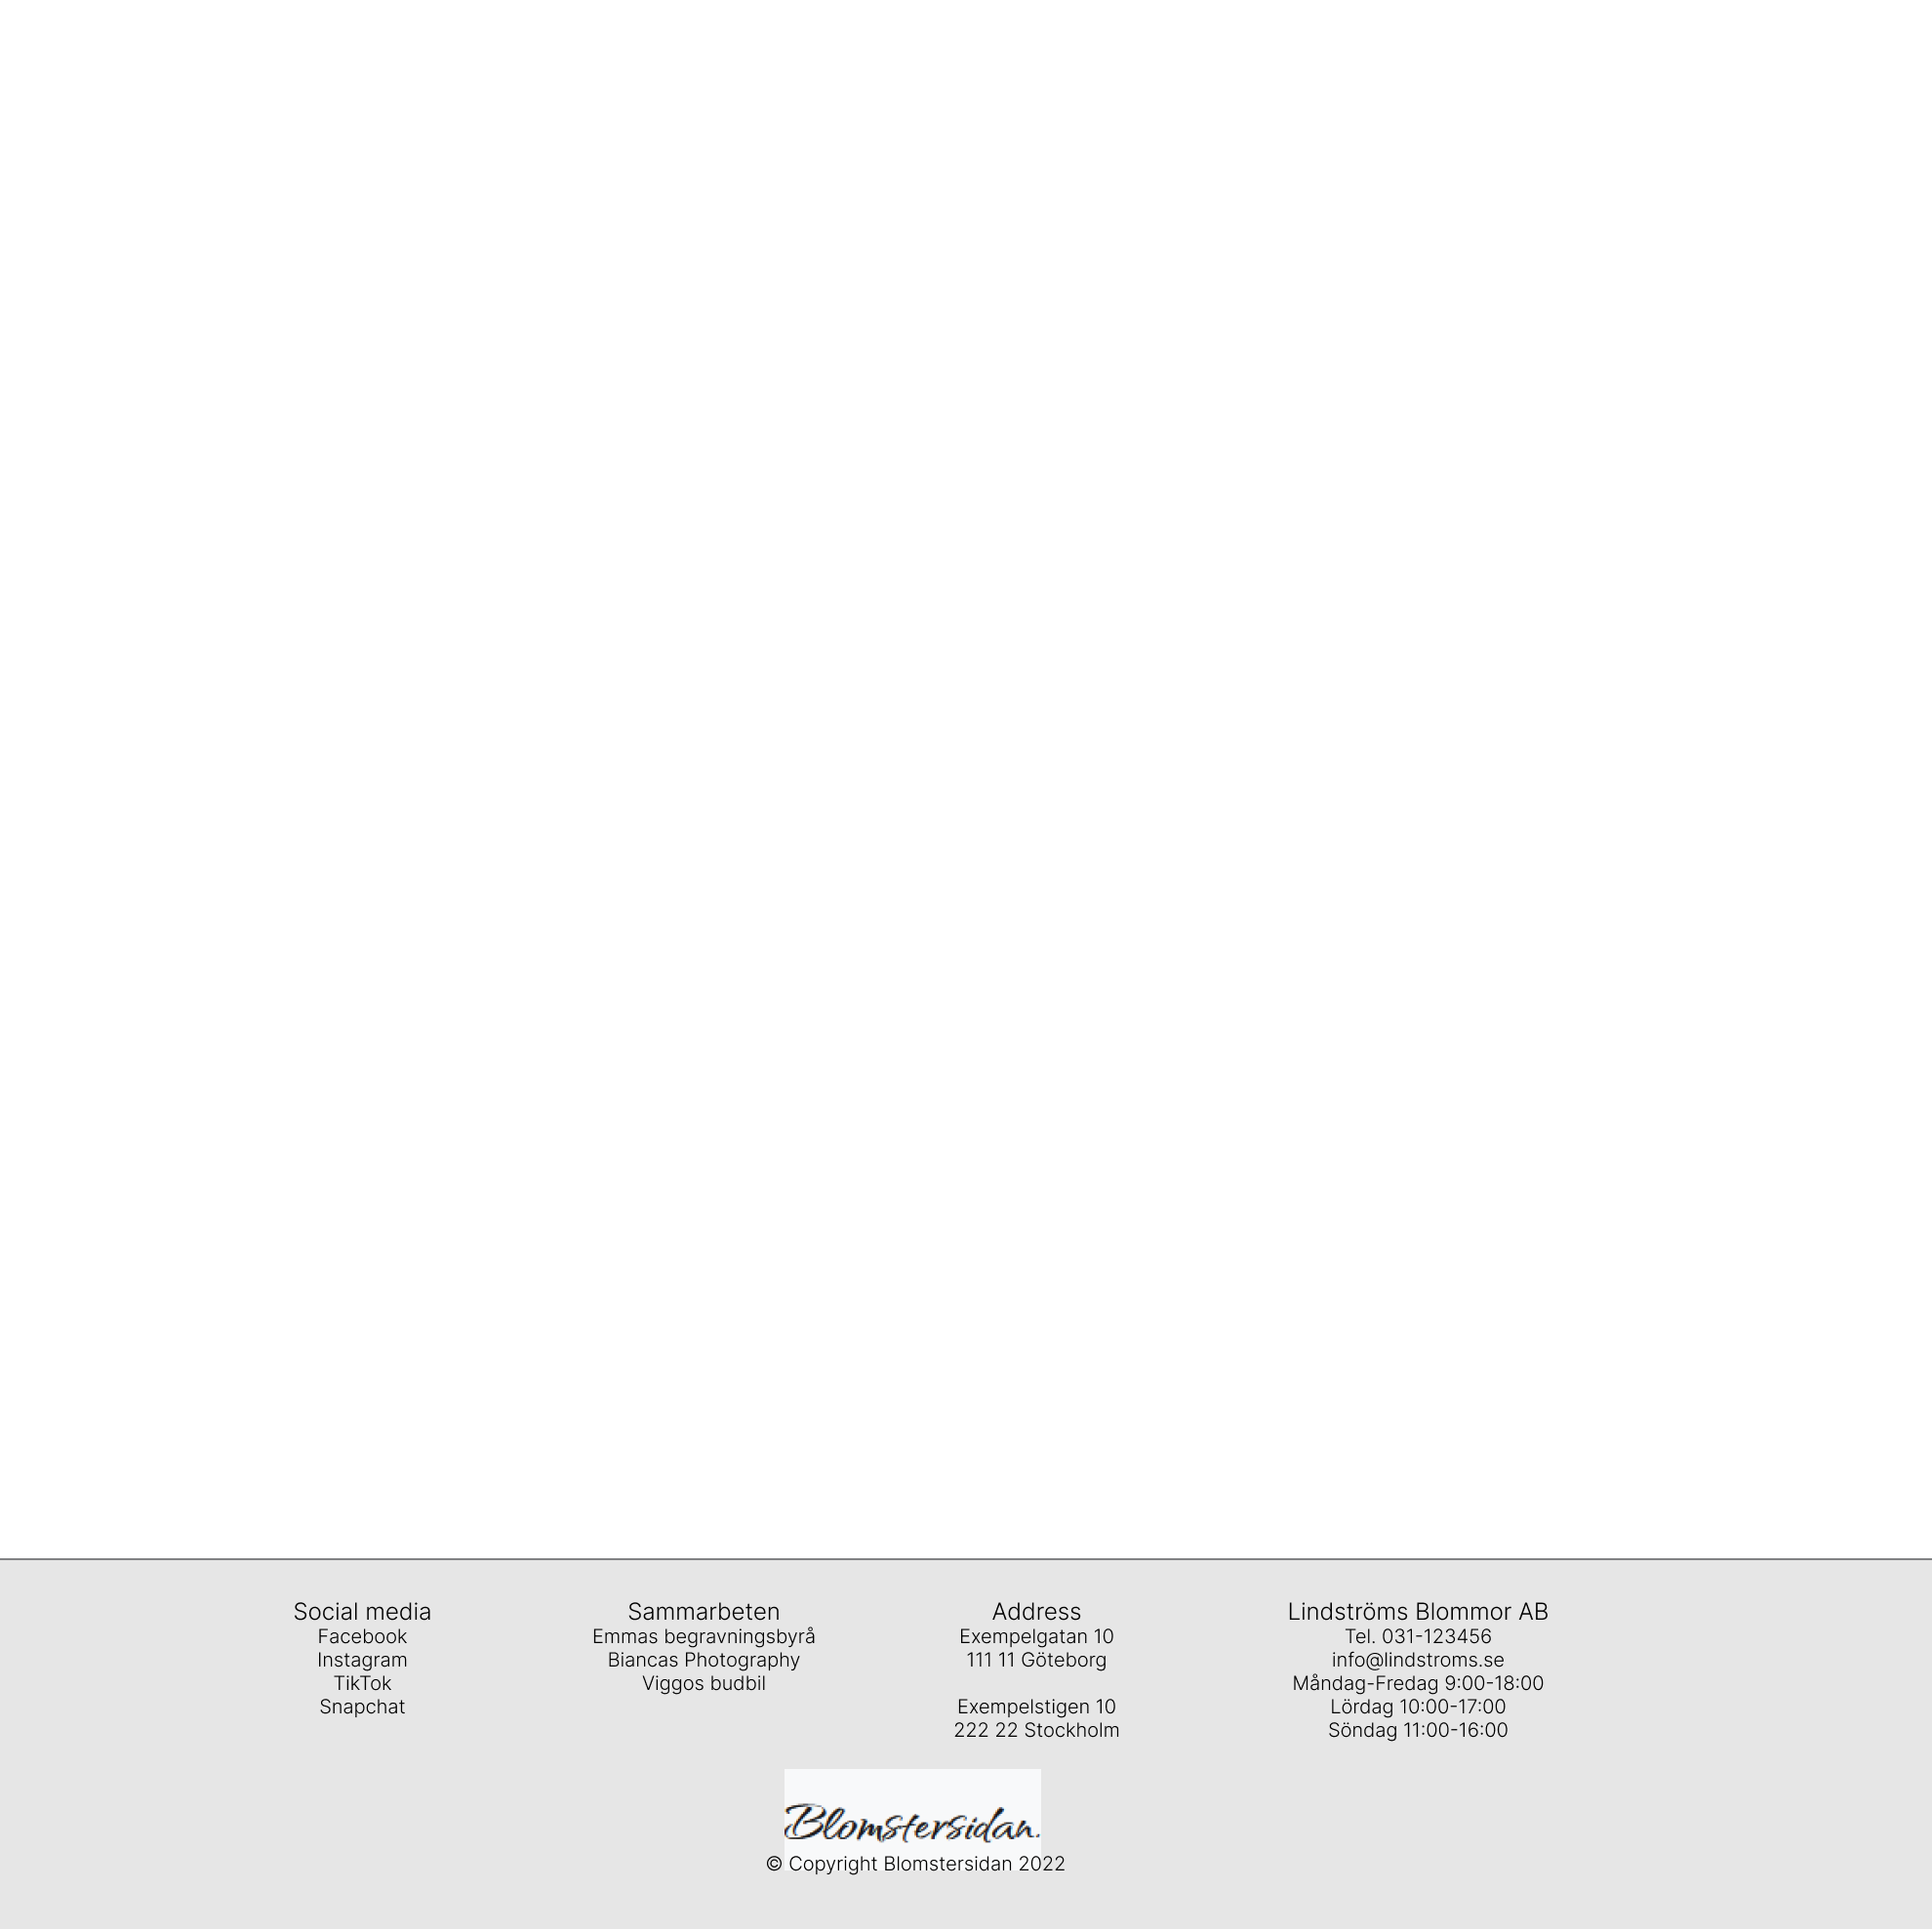 Social media
Facebook
Instagram
TikTok
Snapchat
Sammarbeten
Emmas begravningsbyrå
Biancas Photography
Viggos budbil
Address
Exempelgatan 10
111 11 Göteborg
Exempelstigen 10
222 22 Stockholm
Lindströms Blommor AB
Tel. 031-123456
info@lindstroms.se
Måndag-Fredag 9:00-18:00
Lördag 10:00-17:00
Söndag 11:00-16:00
Blomstersidan.
© Copyright Blomstersidan 2022